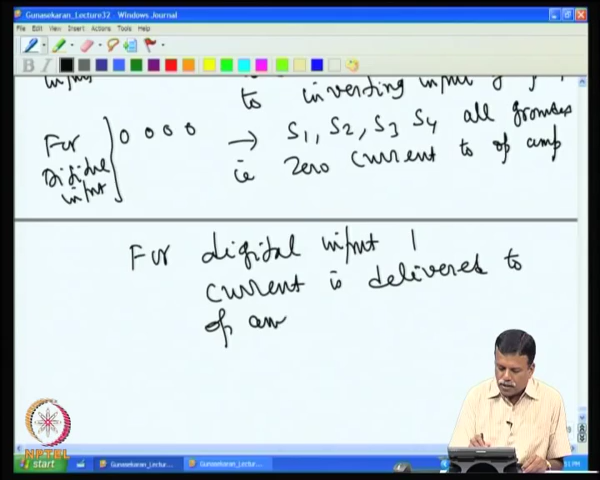 Gunasekaran_Lecture32 - Windows Journal
File Edit View Insert Actions Tools Help
B I
input
to inverting input of
For Digital input } 0 0 0 0 → S1, S2, S3 S4 all grounded
ie Zero current to op amp
For digital input 1
current is delivered to
op am
NPTEL
start
Gunasekaran_Lectur...
Gunasekaran_Lectur...